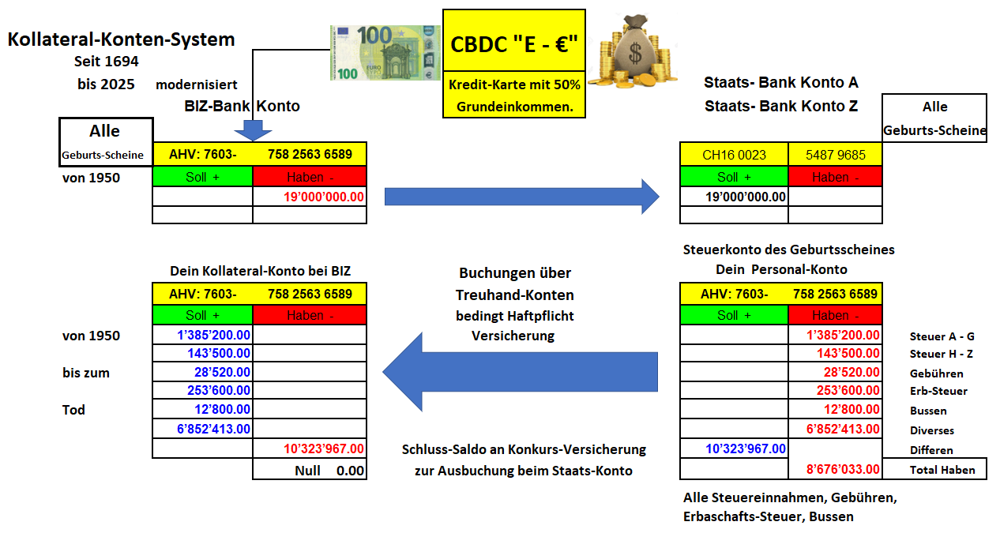 Kollateral-Konten-System
Seit 1694
bis 2025 modernisiert
100
EURO
100
CBDC "E - €"
Kredit-Karte mit 50%
Grundeinkommen.
$
BIZ-Bank Konto
Staats- Bank Konto A
Staats- Bank Konto Z
Alle
Geburts-Scheine
Alle
Geburts-Scheine
AHV: 7603- 758 2563 6589
CH16 0023 5487 9685
von 1950 Soll + Haben -
Soll + Haben -
19’000’000.00
19’000’000.00
Dein Kollateral-Konto bei BIZ
Buchungen über
Treuhand-Konten
bedingt Haftpflicht
Versicherung
Steuerkonto des Geburtsscheines
Dein Personal-Konto
AHV: 7603- 758 2563 6589
AHV: 7603- 758 2563 6589
Soll + Haben -
Soll + Haben -
von 1950 1’385’200.00
1’385’200.00 Steuer A - G
143’500.00
143’500.00 Steuer H - Z
bis zum 28’520.00
28’520.00 Gebühren
253’600.00
253’600.00 Erb-Steuer
Tod 12’800.00
12’800.00 Bussen
6’852’413.00
6’852’413.00 Diverses
10’323’967.00
Schluss-Saldo an Konkurs-Versicherung
zur Ausbuchung beim Staats-Konto
10’323’967.00 Differen
Null 0.00
8’676’033.00 Total Haben
Alle Steuereinnahmen, Gebühren,
Erbaschafts-Steuer, Bussen